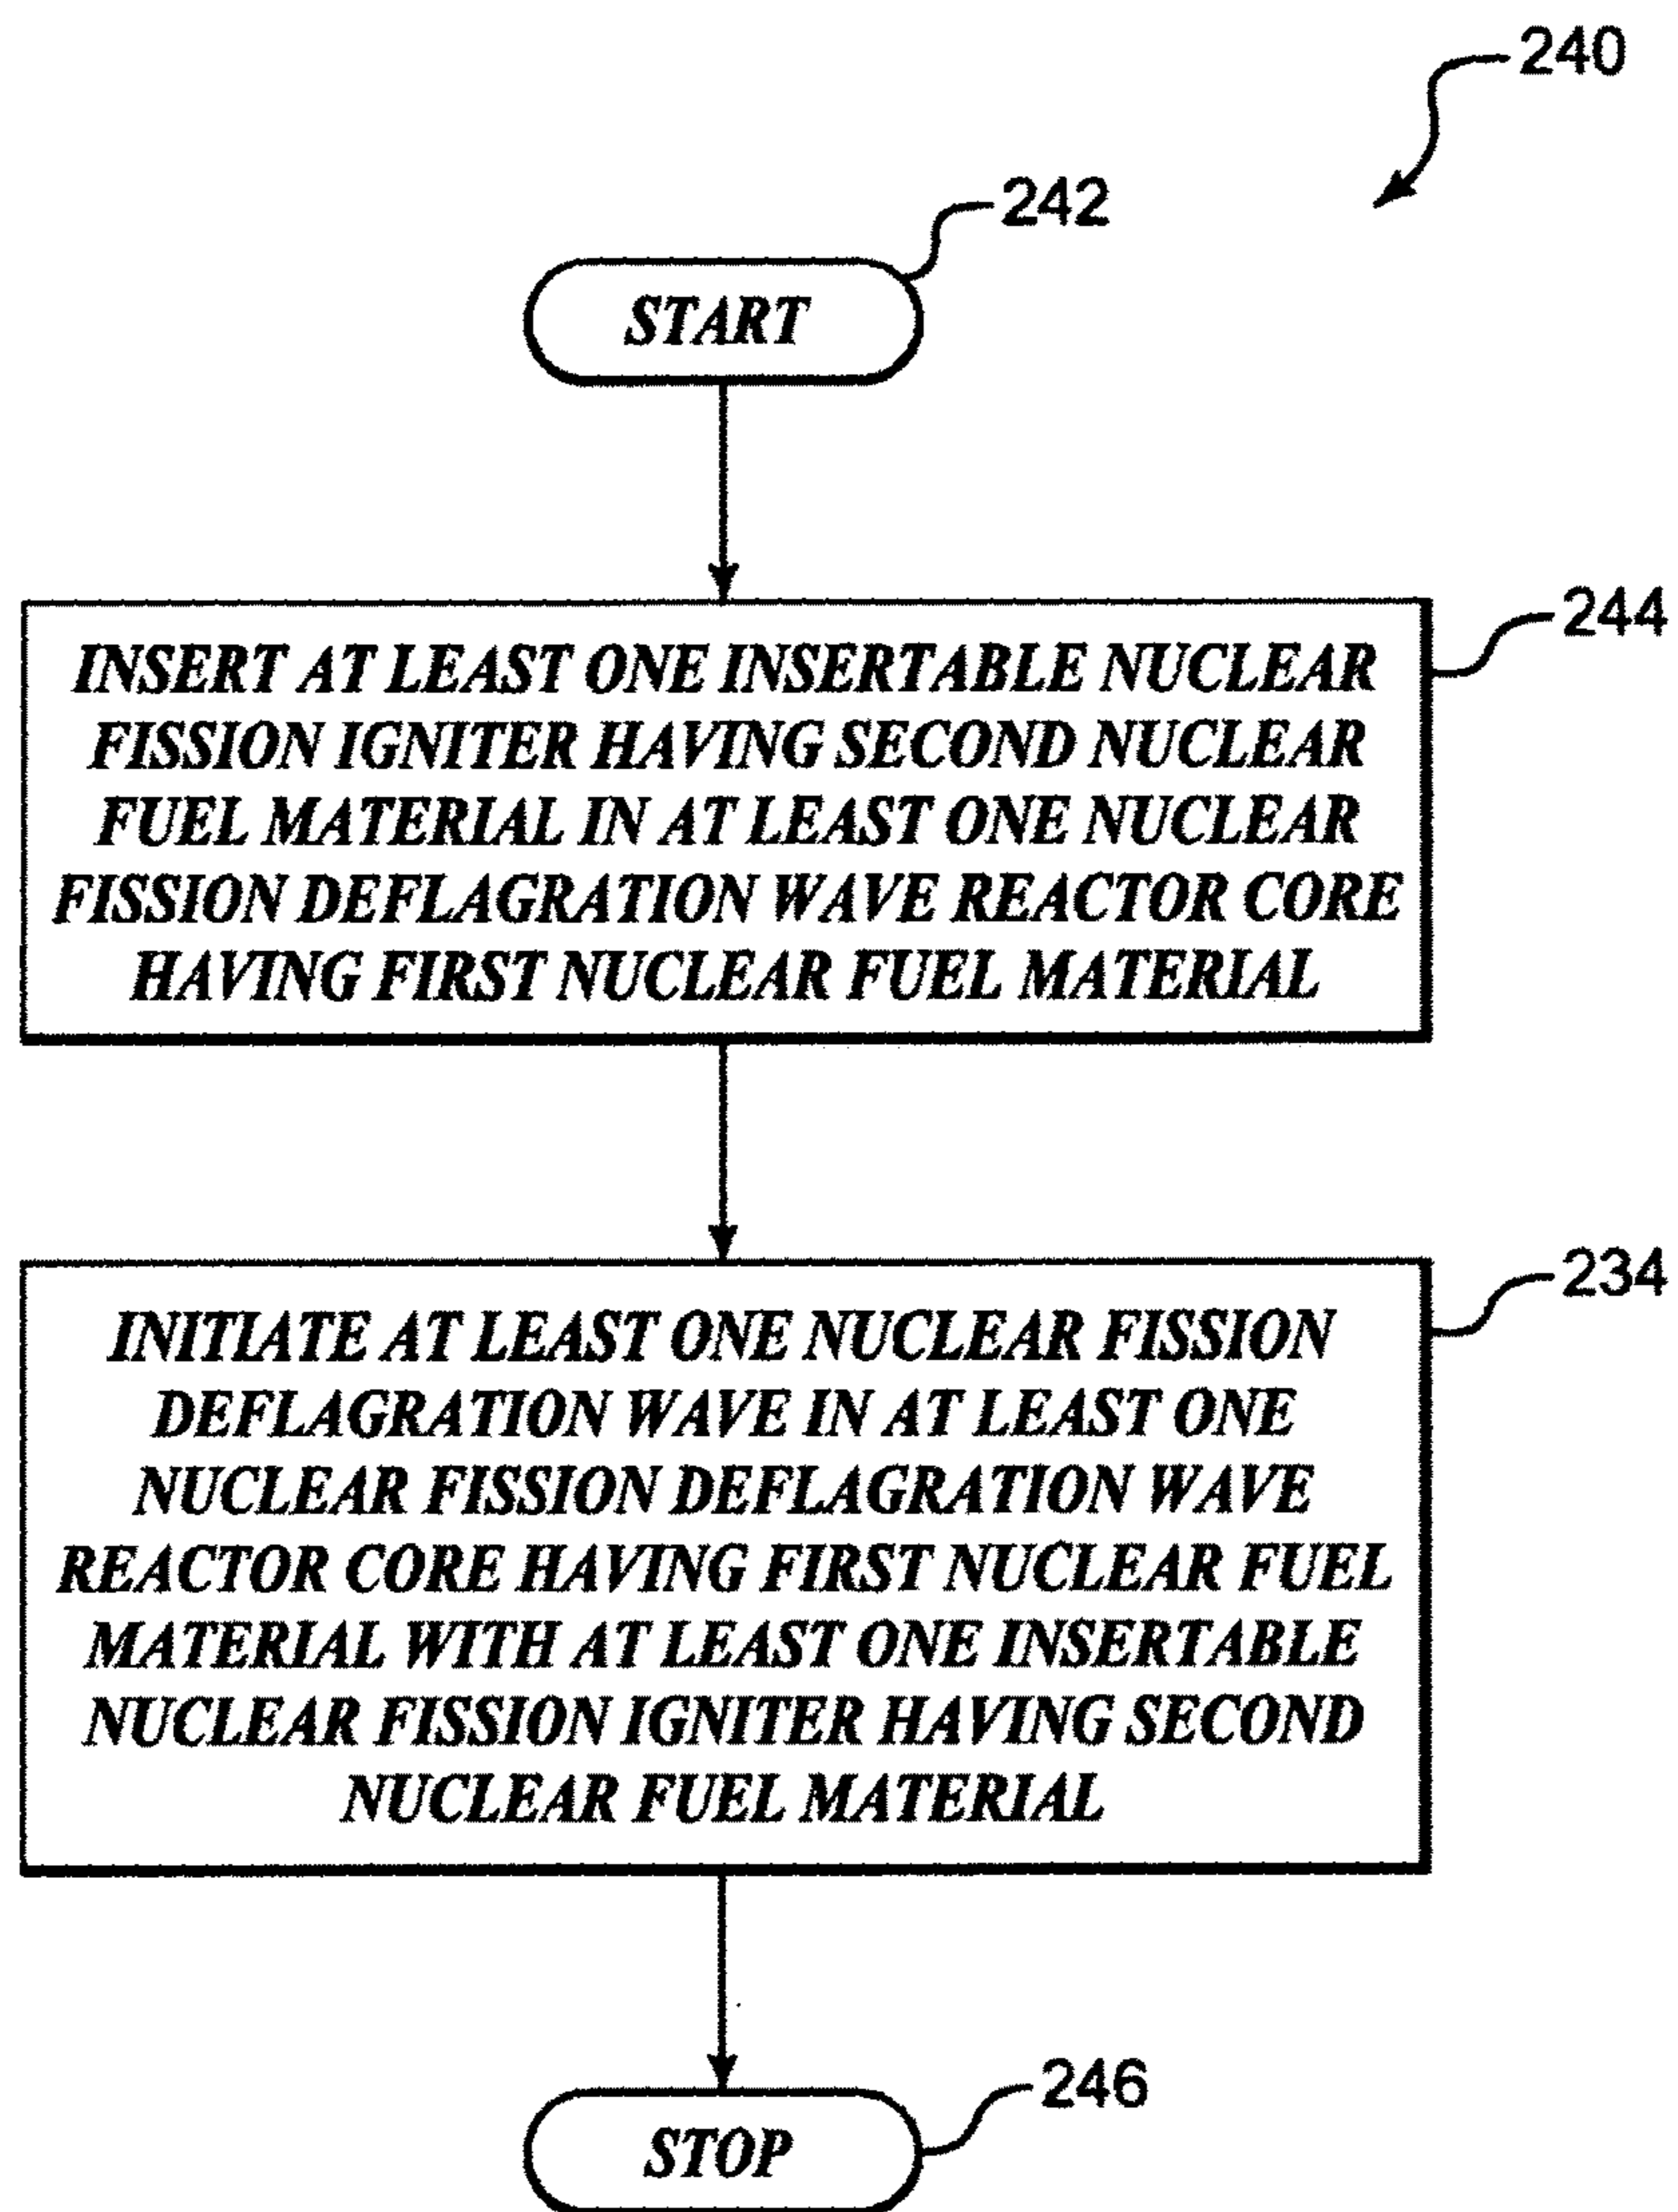 240
242
START
244
INSERT AT LEAST ONE INSERTABLE NUCLEAR
FISSION IGNITER HAVING SECOND NUCLEAR
FUEL MATERIAL IN AT LEAST ONE NUCLEAR
FISSION DEFLAGRATION WAVE REACTOR CORE
HAVING FIRST NUCLEAR FUEL MATERIAL
234
INITIATE AT LEAST ONE NUCLEAR FISSION
DEFLAGRATION WAVE IN AT LEAST ONE
NUCLEAR FISSION DEFLAGRATION WAVE
REACTOR CORE HAVING FIRST NUCLEAR FUEL
MATERIAL WITH AT LEAST ONE INSERTABLE
NUCLEAR FISSION IGNITER HAVING SECOND
NUCLEAR FUEL MATERIAL
246
STOP